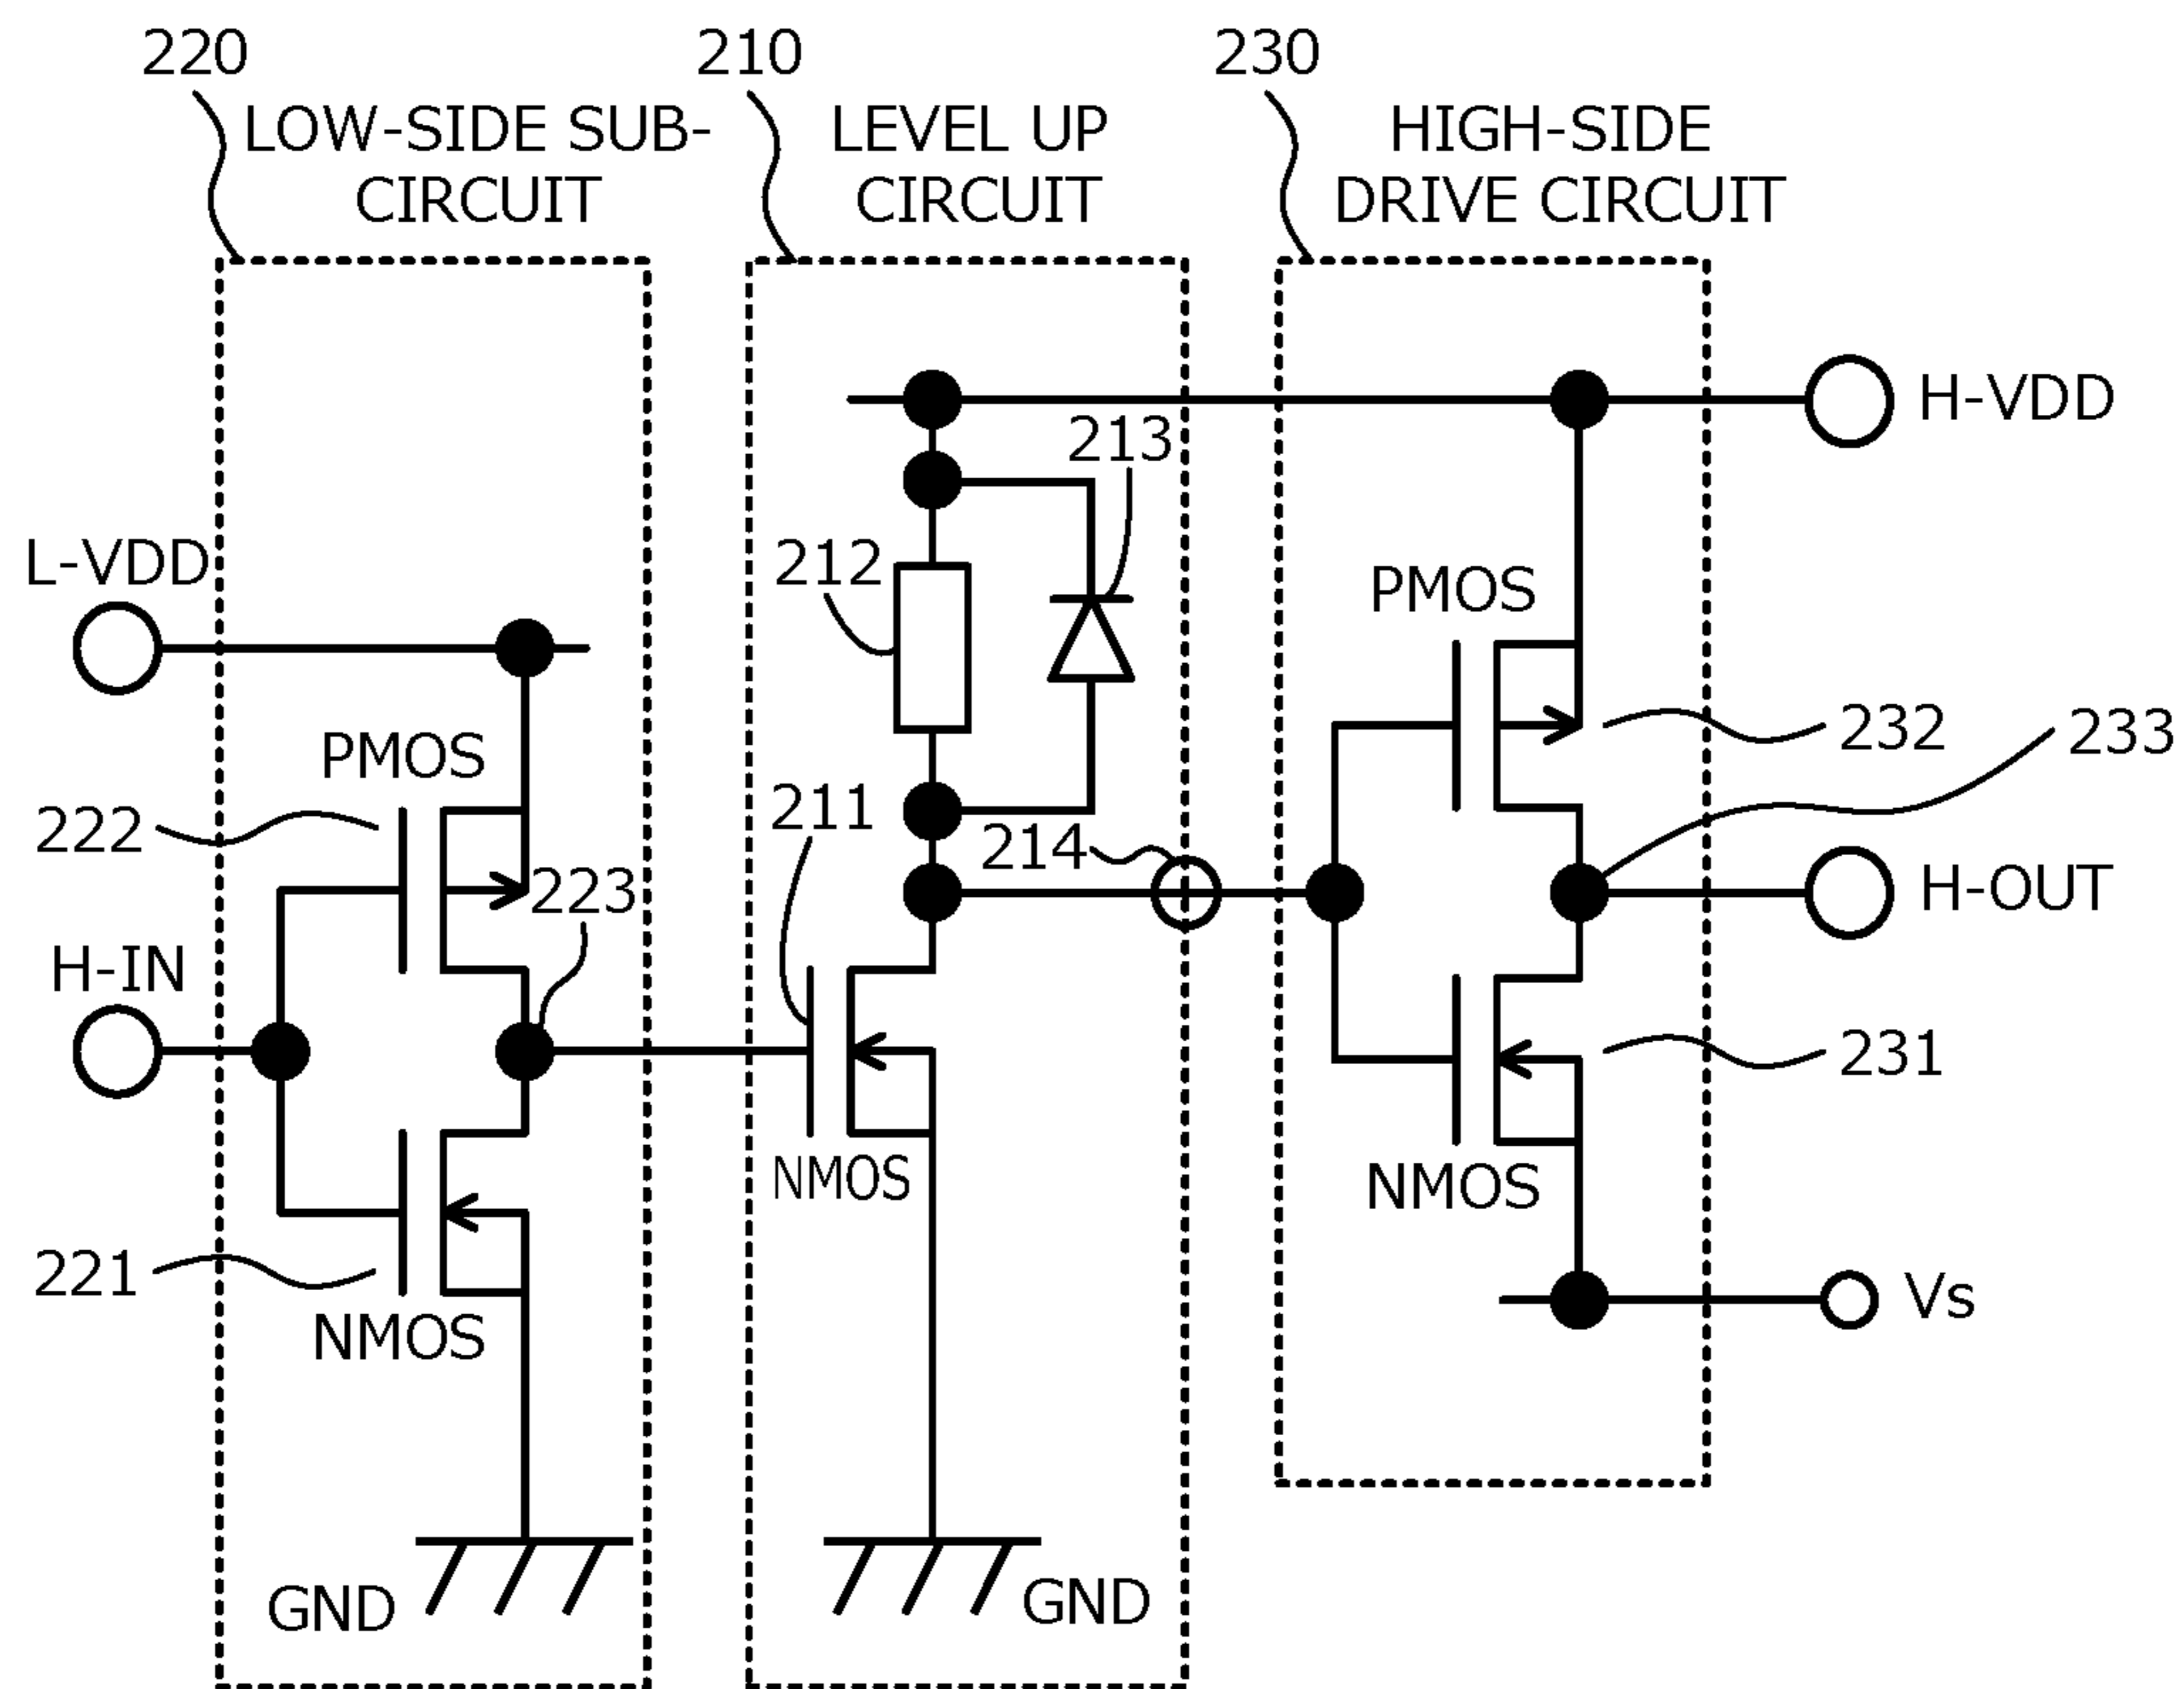 220
210
230
LOW-SIDE SUB-
CIRCUIT
LEVEL UP
CIRCUIT
HIGH-SIDE
DRIVE CIRCUIT
H-VDD
213
L-VDD
212
PMOS
PMOS
222
211
214
232
233
223
H-IN
H-OUT
NMOS
231
221
NMOS
NMOS
Vs
GND
GND